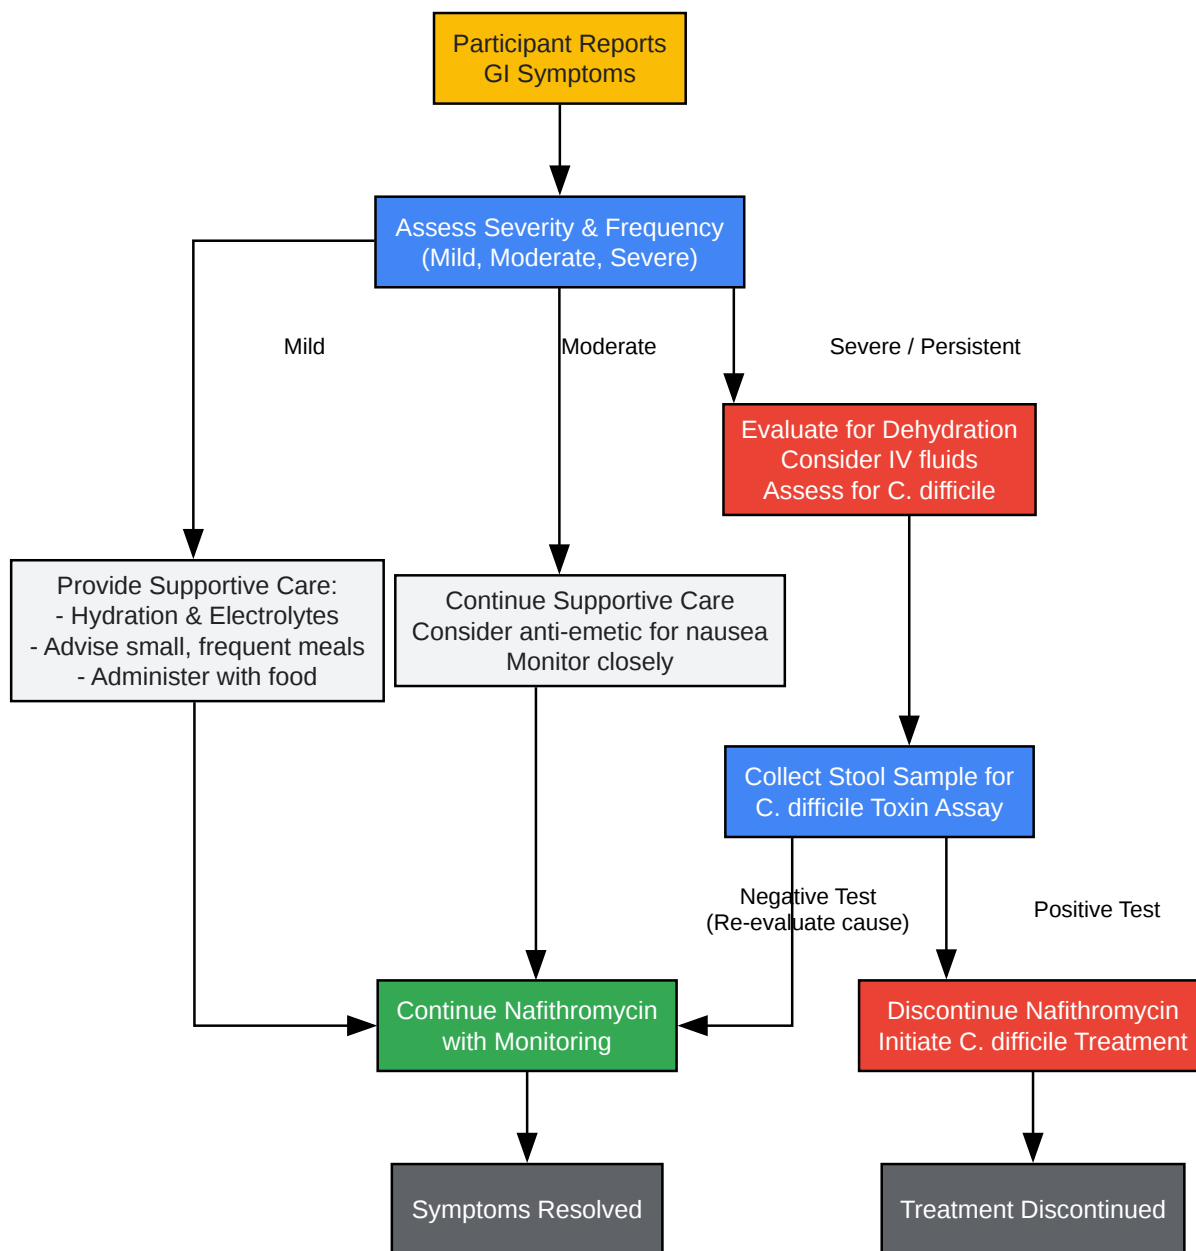 Participant Reports
GI Symptoms
Assess Severity & Frequency
(Mild, Moderate, Severe)
Mild
Moderate
Severe / Persistent
Evaluate for Dehydration
Consider IV fluids
Assess for C. difficile
Provide Supportive Care:
- Hydration & Electrolytes
- Advise small, frequent meals
- Administer with food
Continue Supportive Care
Consider anti-emetic for nausea
Monitor closely
Collect Stool Sample for
C. difficile Toxin Assay
Negative Test
(Re-evaluate cause)
Positive Test
Continue Nafithromycin
with Monitoring
Discontinue Nafithromycin
Initiate C. difficile Treatment
Symptoms Resolved
Treatment Discontinued